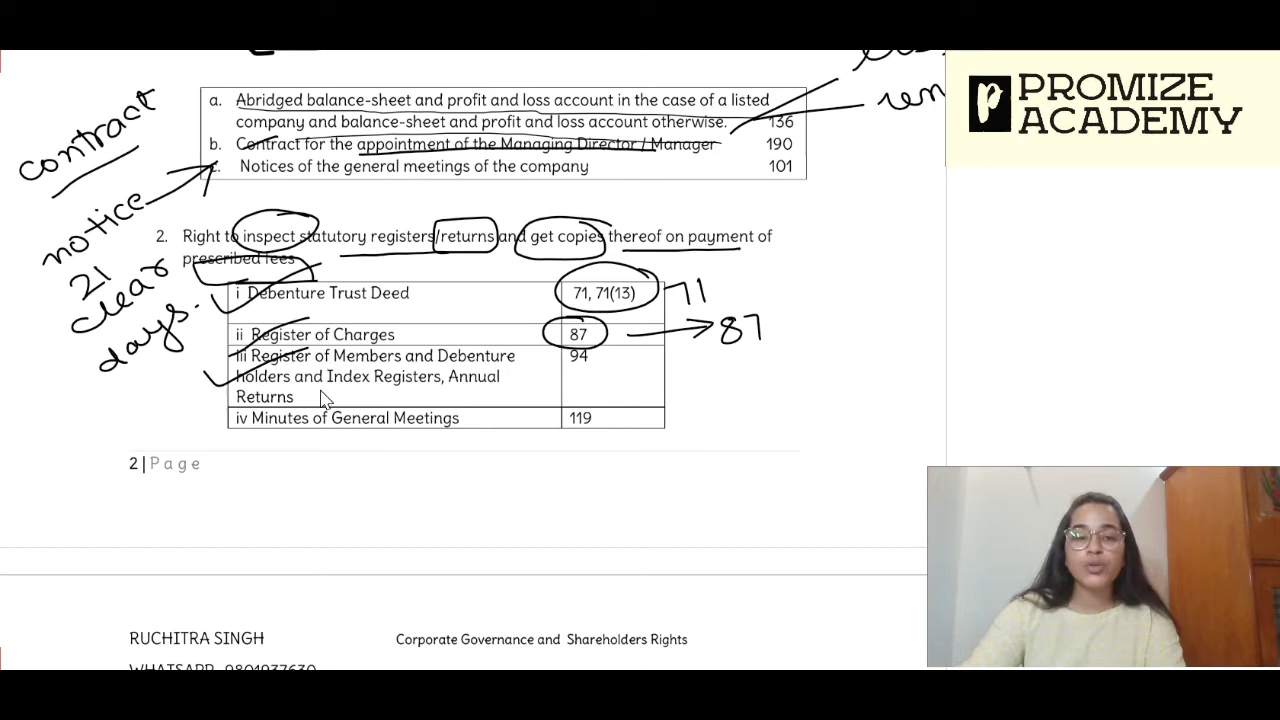 PROMIZE
ACADEMY
a. Abridged balance-sheet and profit and loss account in the case of a listed
company and balance-sheet and profit and loss account otherwise. 136
b. Contract for the appointment of the Managing Director / Manager 190
c. Notices of the general meetings of the company 101
contract
notice
21
clear
days.
2. Right to inspect statutory registers/returns and get copies thereof on payment of
prescribed fees
i Debenture Trust Deed 71, 71(13) 71
ii Register of Charges 87 87
iii Register of Members and Debenture 94
holders and Index Registers, Annual
Returns
iv Minutes of General Meetings 119
2 | Page
RUCHITRA SINGH Corporate Governance and Shareholders Rights
WHATSAPP